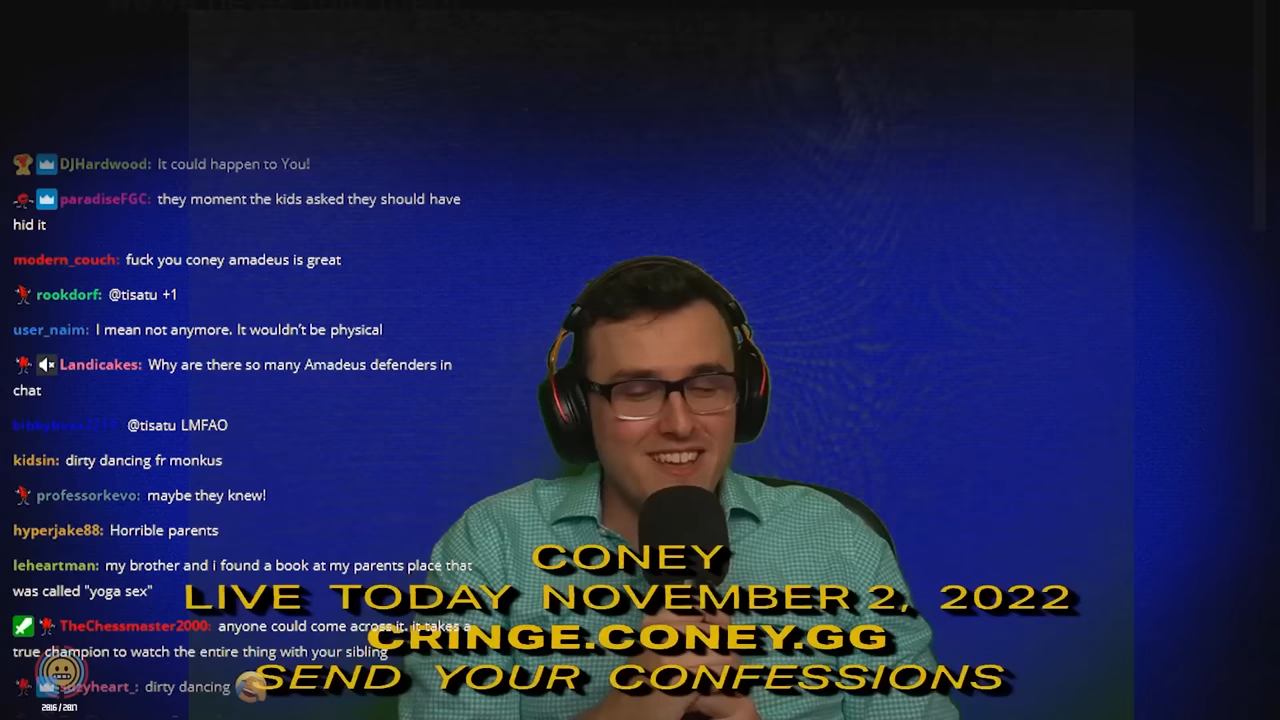 DJHardwood: It could happen to You!
paradiseFGC: they moment the kids asked they should have
hid it
modern_couch: fuck you coney amadeus is great
rookdorf: @tisatu +1
user_naim: I mean not anymore. It wouldn't be physical
Landicakes: Why are there so many Amadeus defenders in
chat
@tisatu LMFAO
kidsin: dirty dancing fr monkus
professorkevo: maybe they knew!
hyperjake88: Horrible parents
leheartman: my brother and i found a book at my parents place that
was called "yoga sex"
TheChessmaster2000: anyone could come across it. it takes a
true champion to watch the entire thing with your sibling
dirty dancing
2816 / 2817
CONEY
LIVE TODAY NOVEMBER 2, 2022
CRINGE.CONEY.GG
SEND YOUR CONFESSIONS